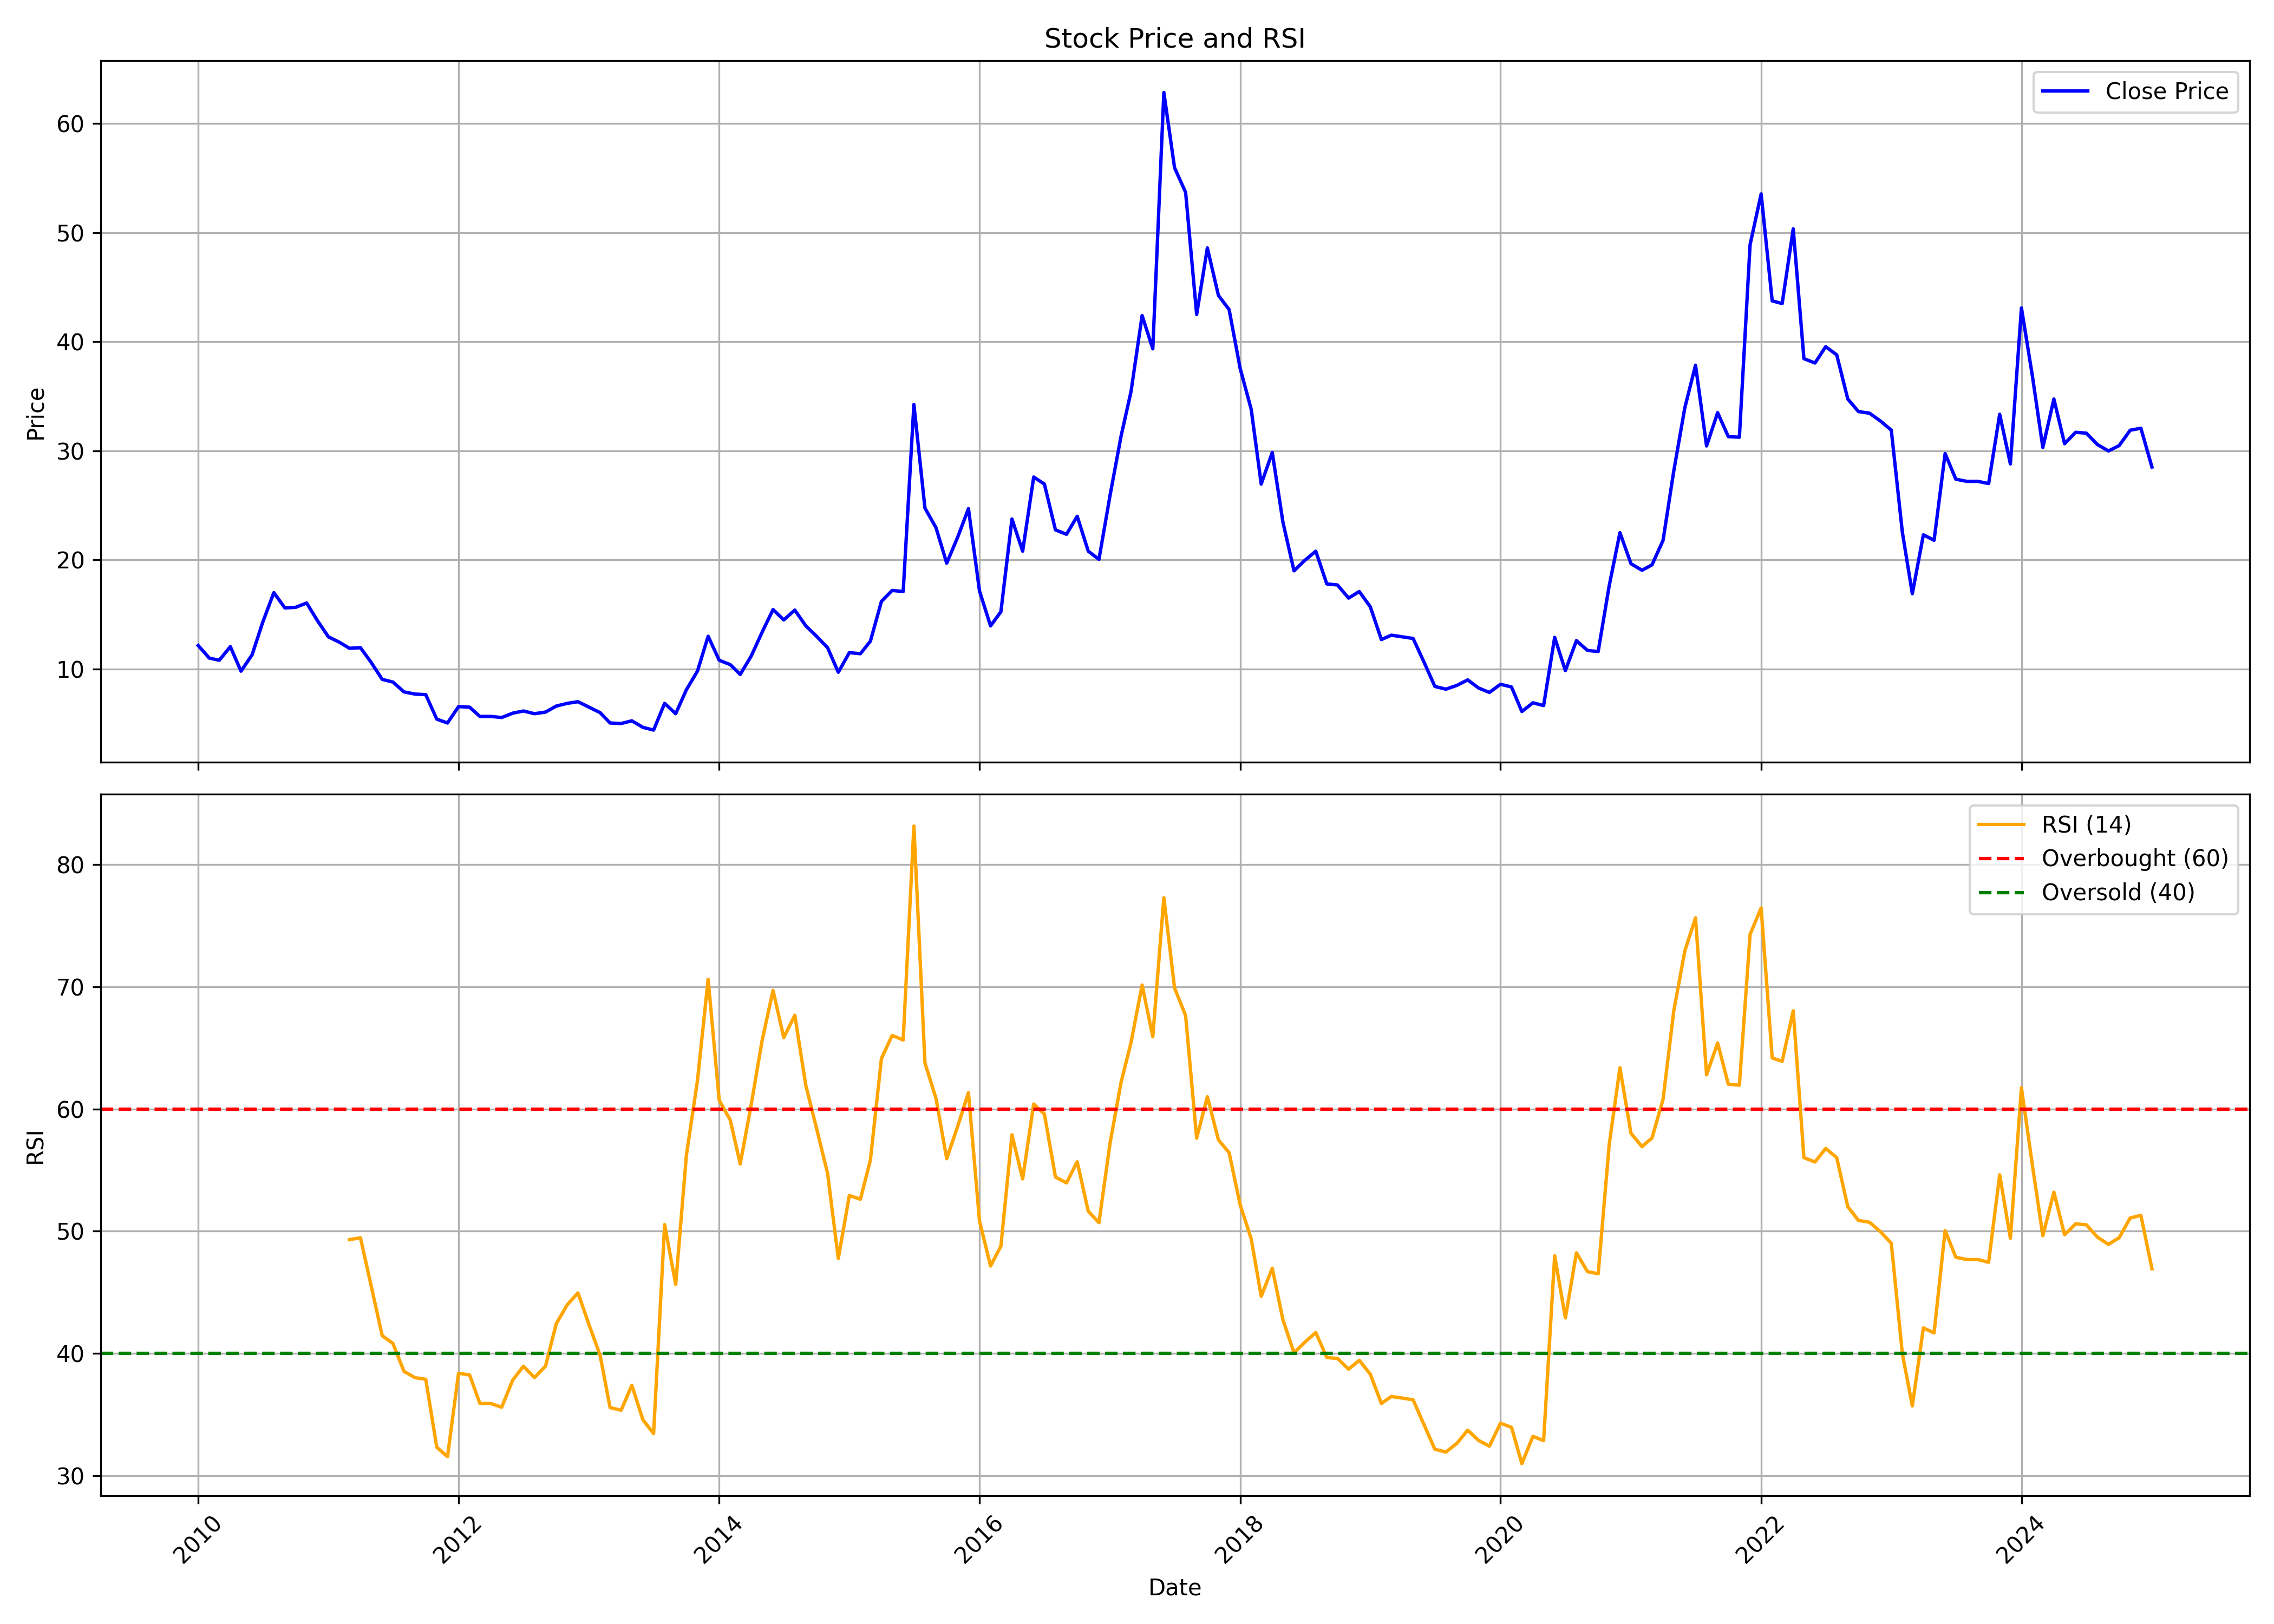 Stock Price and RSI
Close Price
Price
60
50
40
30
20
10
RSI (14)
Overbought (60)
Oversold (40)
RSI
80
70
60
50
40
30
2010
2012
2014
2016
2018
2020
2022
2024
Date